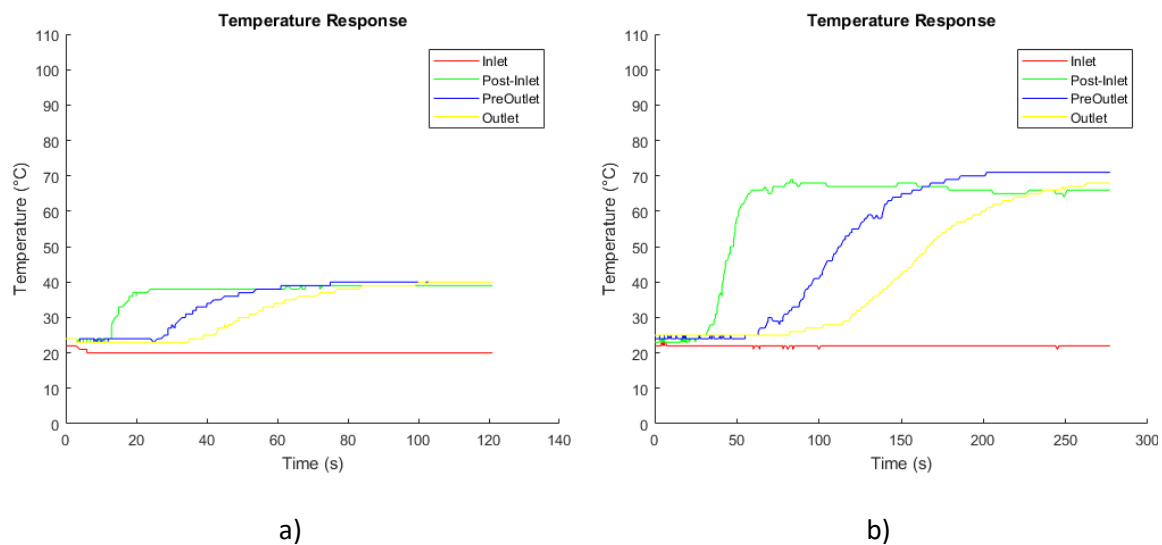 Temperature Response
110
100
90
80
70
60
50
40
30
20
10
0
Temperature (°C)
0 20 40 60 80 100 120 140
Time (s)
Inlet
Post-Inlet
PreOutlet
Outlet
a)
Temperature Response
110
100
90
80
70
60
50
40
30
20
10
0
Temperature (°C)
0 50 100 150 200 250 300
Time (s)
Inlet
Post-Inlet
PreOutlet
Outlet
b)